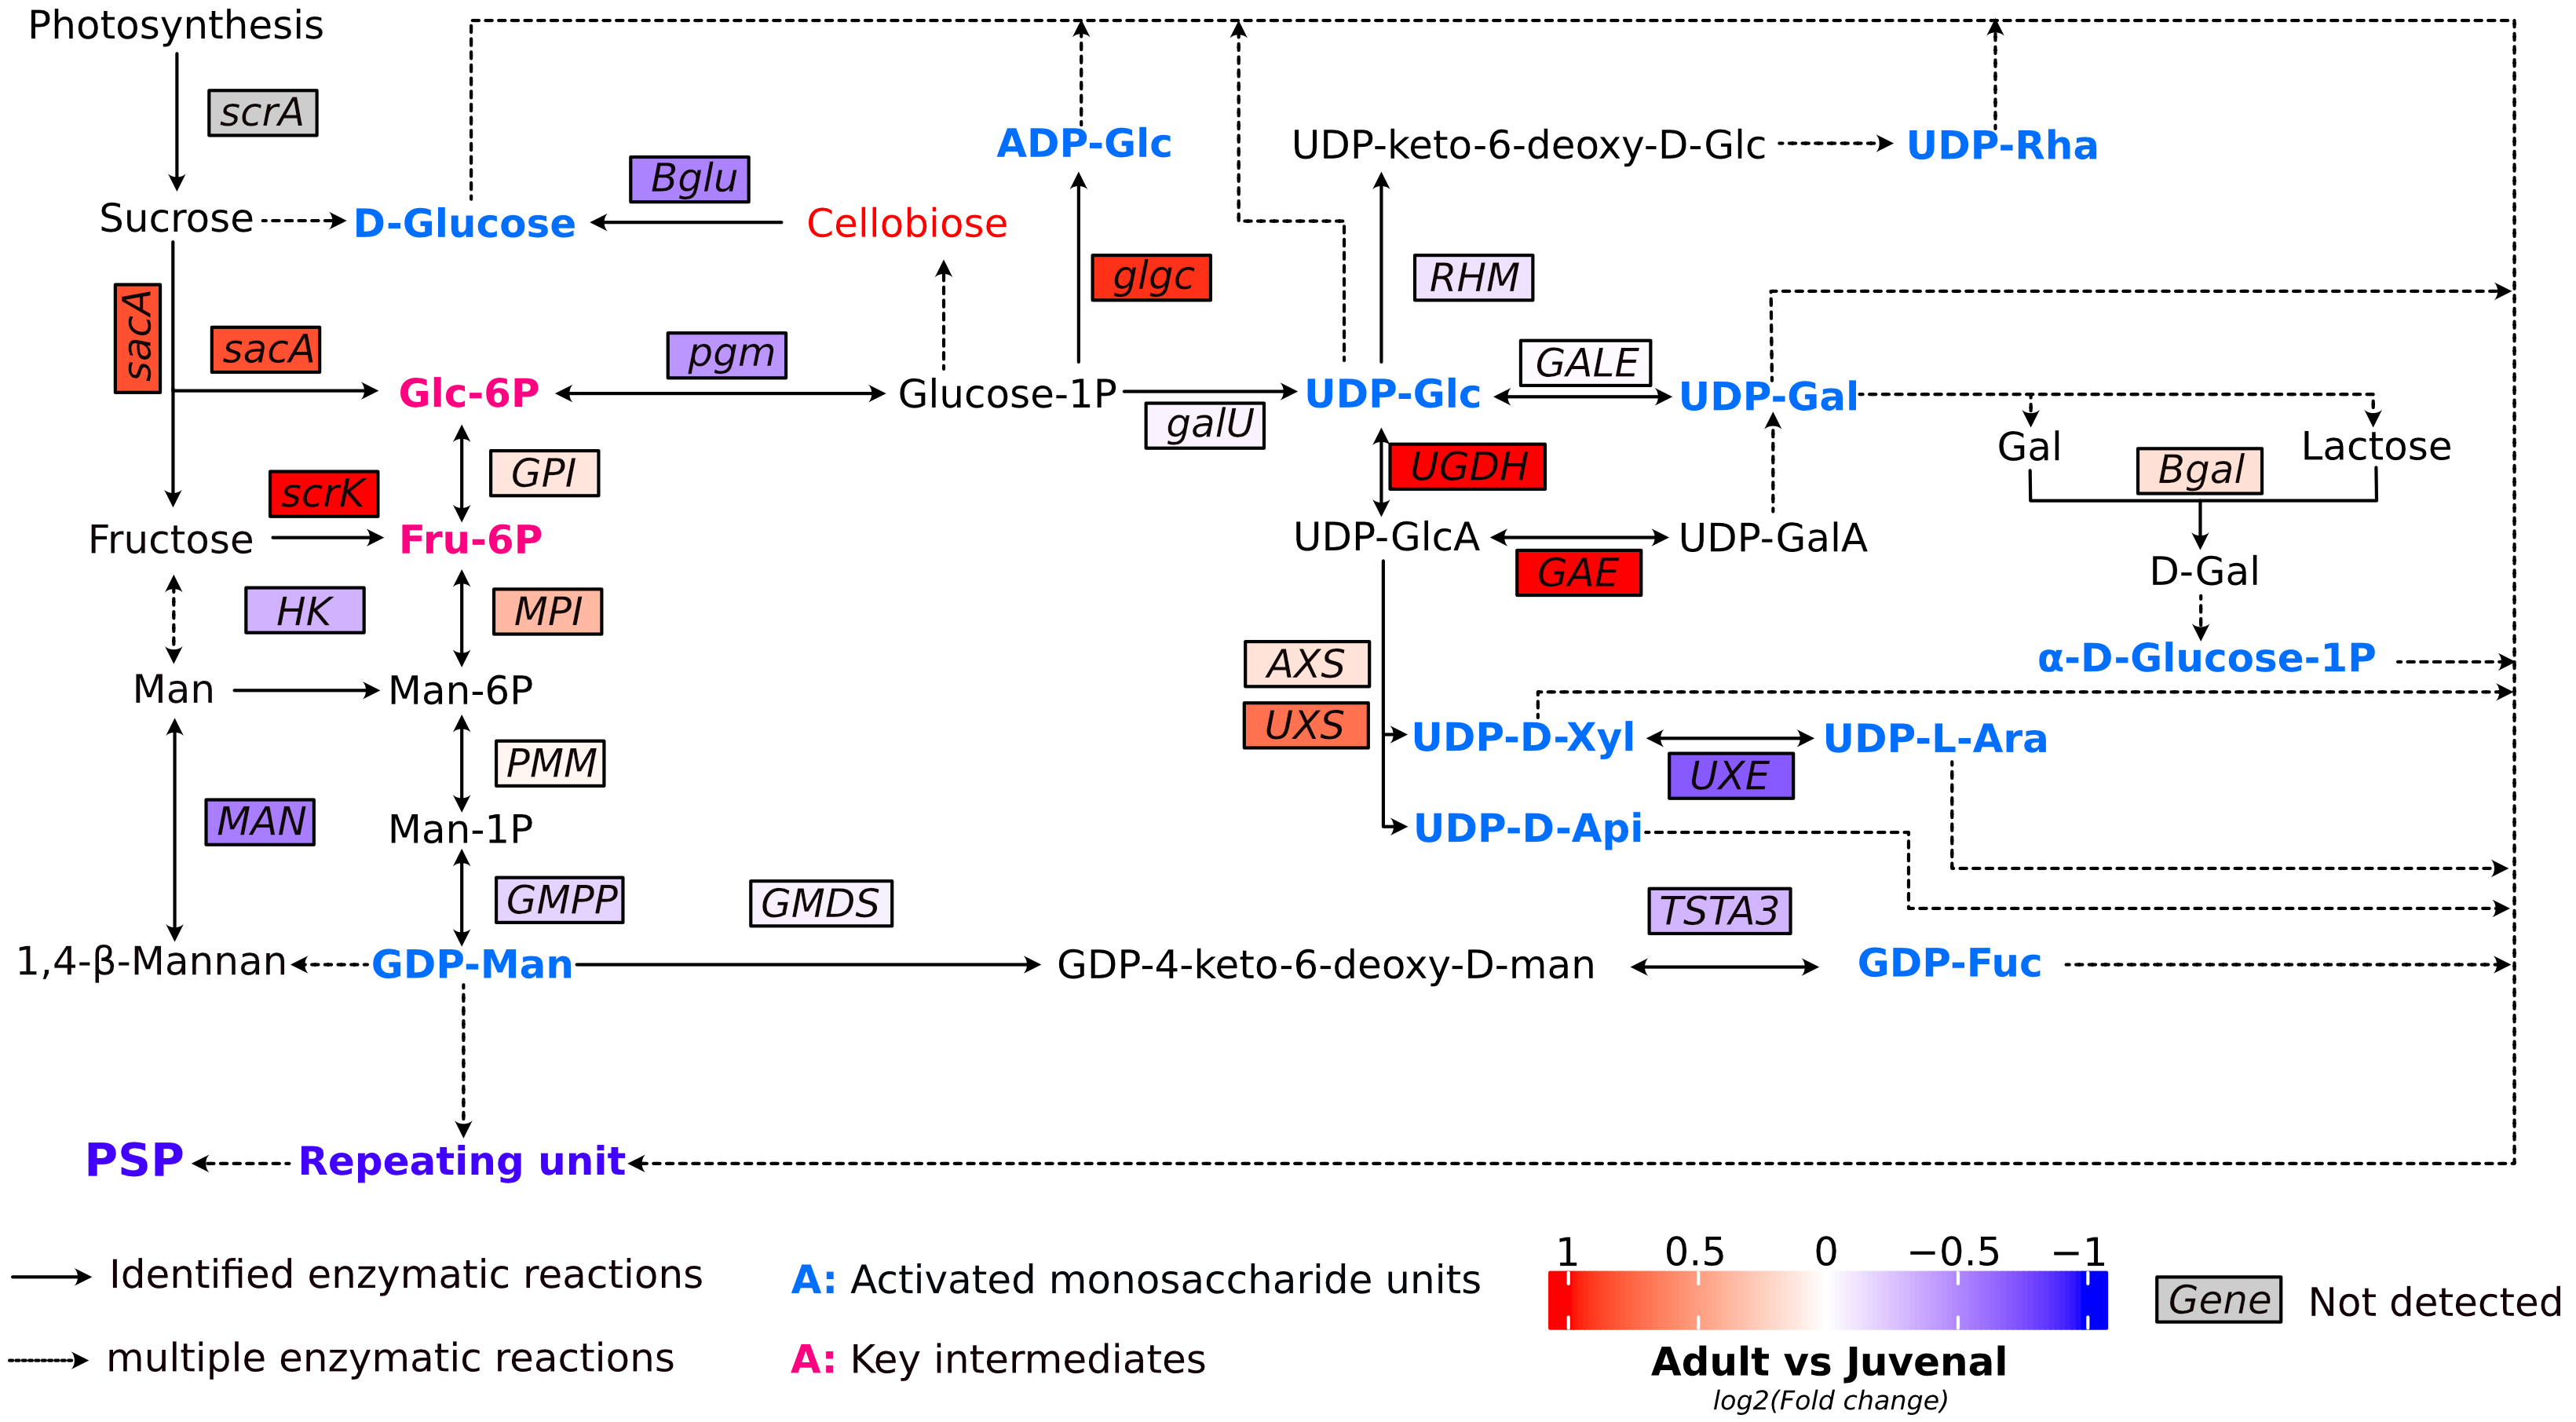 Photosynthesis
scrA
ADP-Glc
UDP-keto-6-deoxy-D-Glc
UDP-Rha
Bglu
Sucrose
D-Glucose
Cellobiose
glgc
RHM
sacA
sacA
pgm
GALE
Glc-6P
Glucose-1P
UDP-Glc
UDP-Gal
galU
Gal
Lactose
GPI
UGDH
Bgal
scrK
Fructose
Fru-6P
UDP-GlcA
UDP-GalA
GAE
D-Gal
HK
MPI
AXS
α-D-Glucose-1P
Man
Man-6P
UXS
UDP-D-Xyl
UDP-L-Ara
PMM
UXE
MAN
Man-1P
UDP-D-Api
GMPP
GMDS
TSTA3
1,4-β-Mannan
GDP-Man
GDP-4-keto-6-deoxy-D-man
GDP-Fuc
PSP
Repeating unit
Identified enzymatic reactions
multiple enzymatic reactions
A: Activated monosaccharide units
A: Key intermediates
1 0.5 0 −0.5 −1
Adult vs Juvenal
log2(Fold change)
Gene Not detected